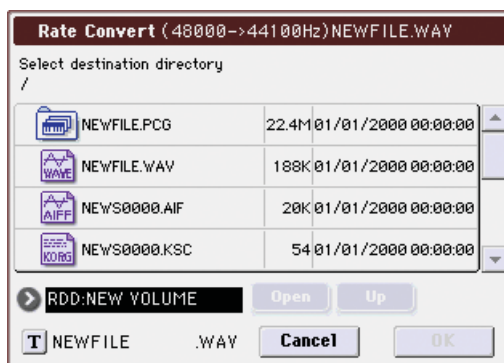 Rate Convert (48000->44100Hz)NEWFILE.WAV
Select destination directory
/
NEWFILE.PCG 22.4M 01/01/2000 00:00:00
WAVE NEWFILE.WAV 188K 01/01/2000 00:00:00
AIFF NEWS0000.AIF 20K 01/01/2000 00:00:00
KORG NEWS0000.KSC 54 01/01/2000 00:00:00
RDD:NEW VOLUME Open Up
T NEWFILE .WAV Cancel OK